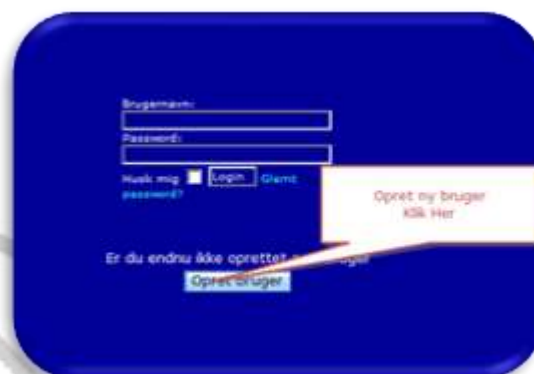 Brugernavn:
Password:
Husk mig Login Glemt
password?
Opret ny bruger
Klik Her
Er du endnu ikke oprettet bruger
Opret bruger